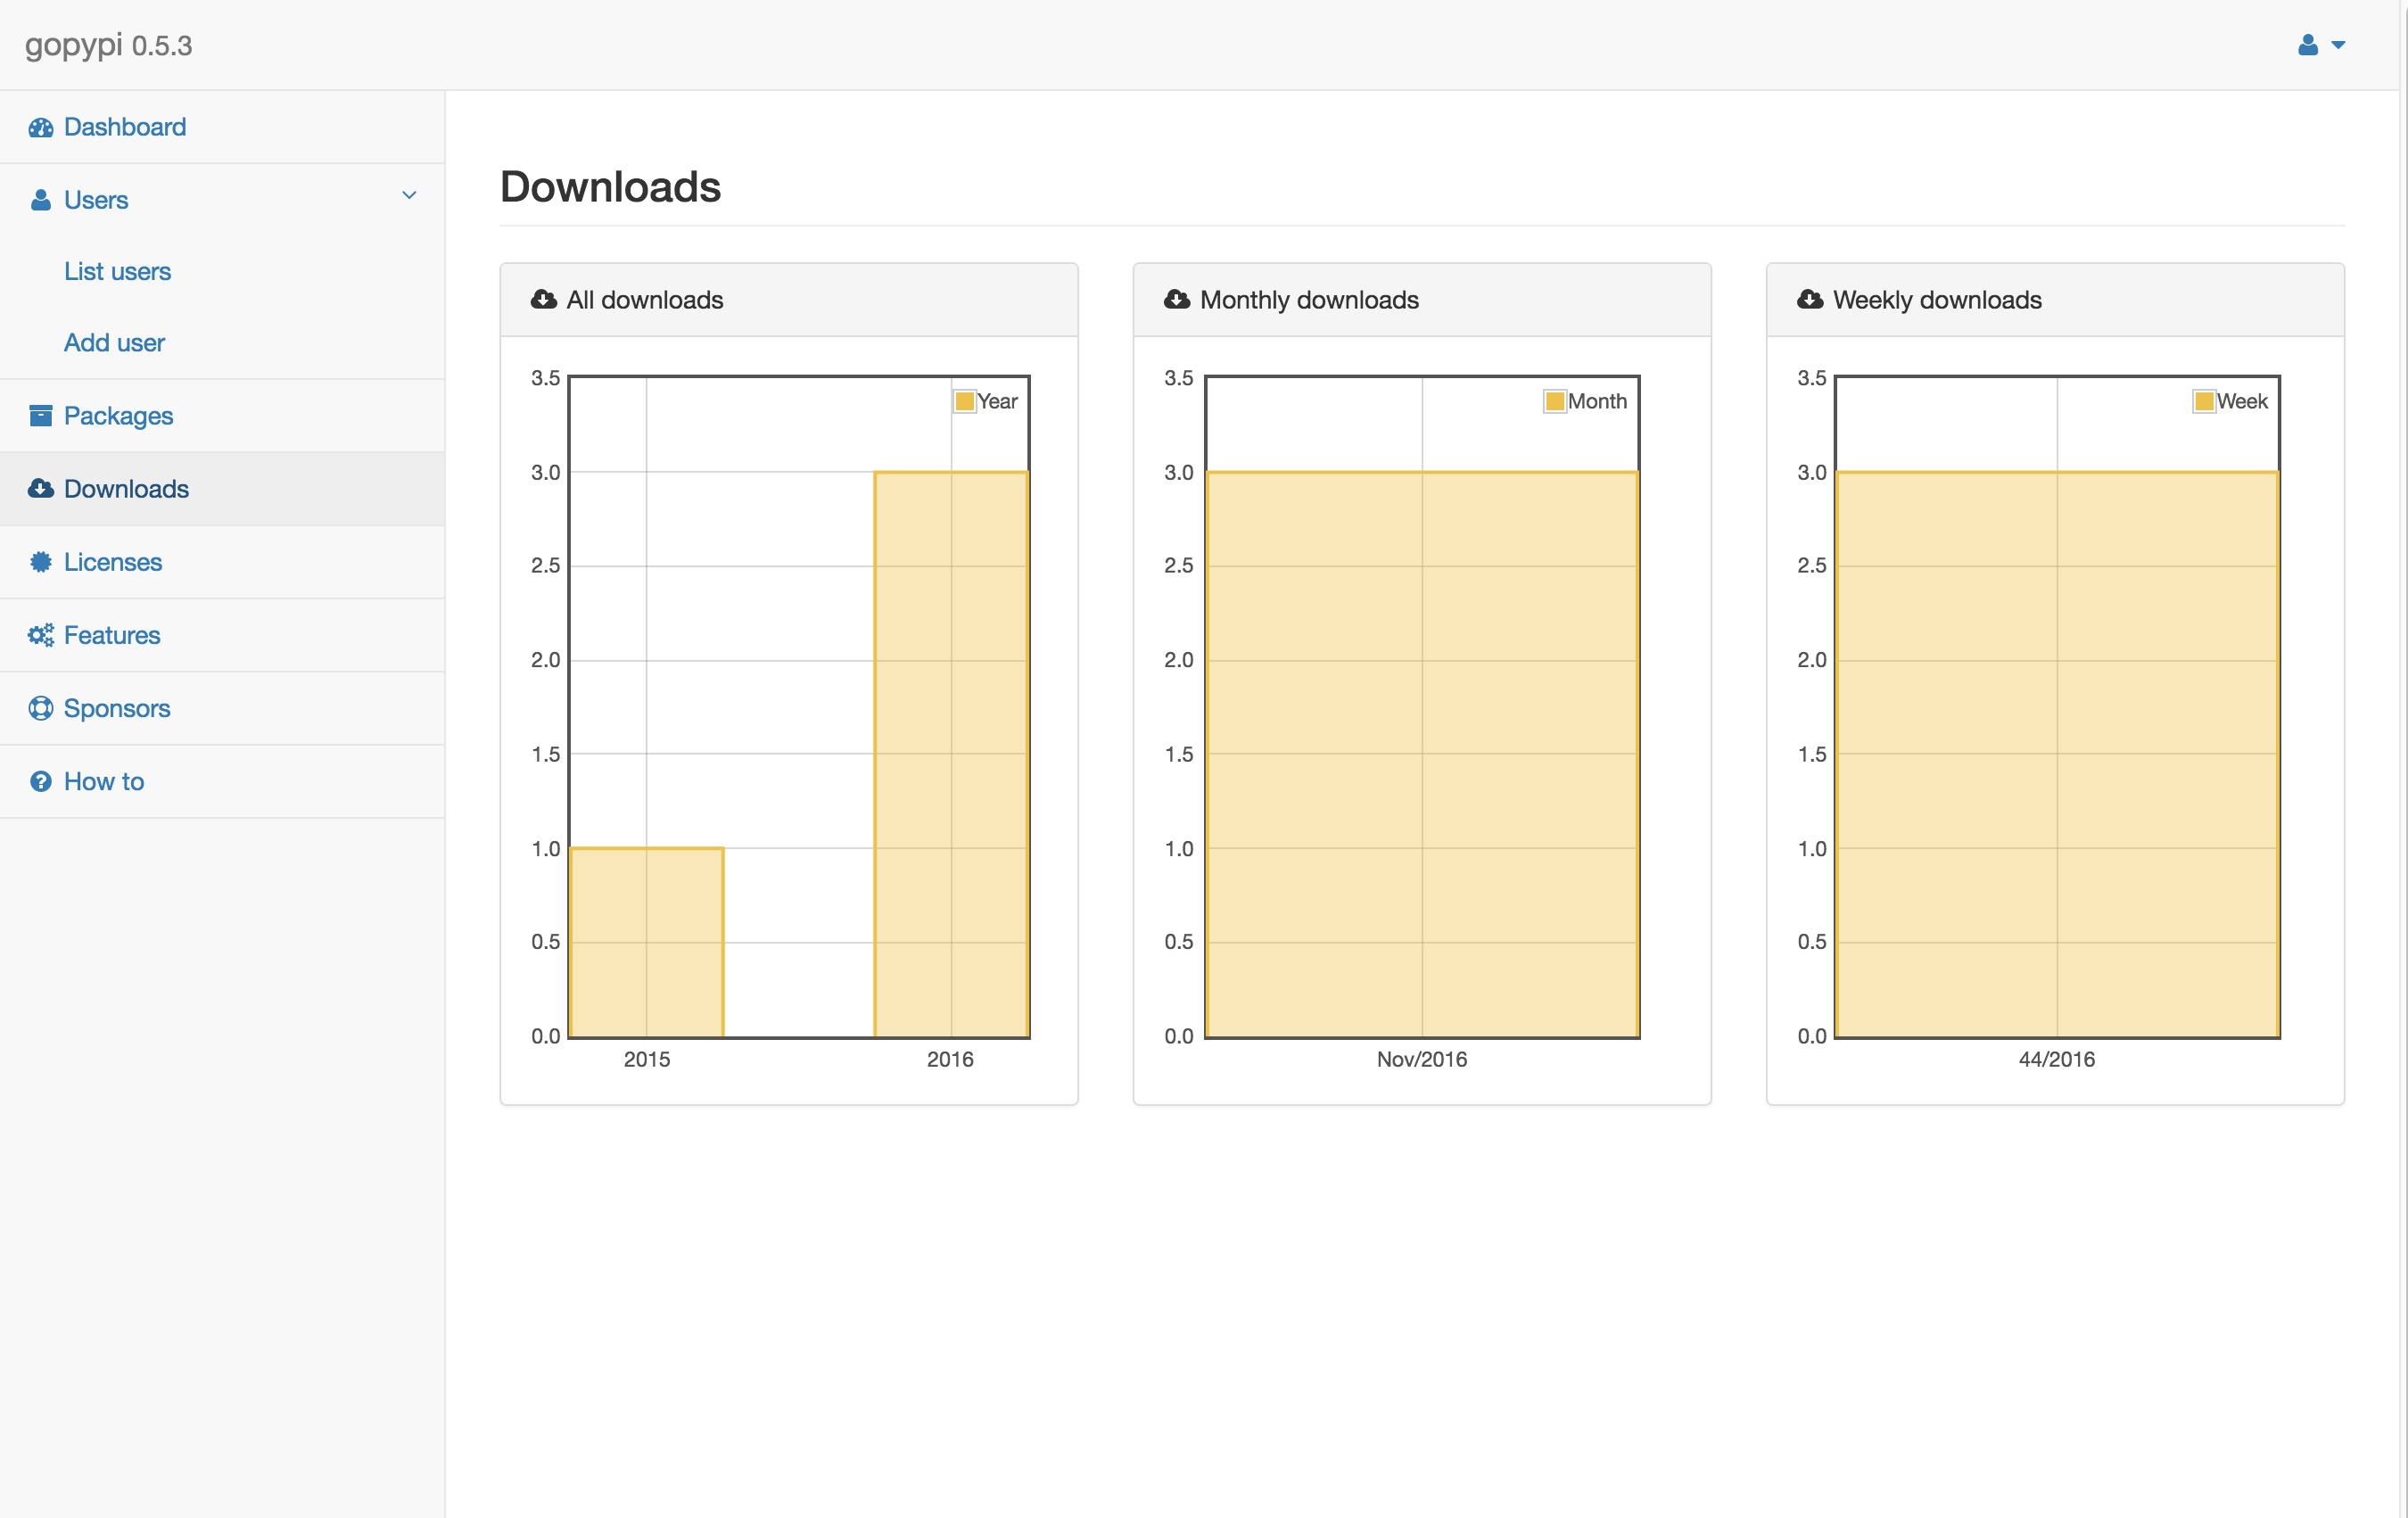 gopypi 0.5.3
Dashboard
Users
List users
Add user
Packages
Downloads
Licenses
Features
Sponsors
How to
Downloads
All downloads
3.5
3.0
2.5
2.0
1.5
1.0
0.5
0.0
Year
2015 2016
Monthly downloads
3.5
3.0
2.5
2.0
1.5
1.0
0.5
0.0
Month
Nov/2016
Weekly downloads
3.5
3.0
2.5
2.0
1.5
1.0
0.5
0.0
Week
44/2016